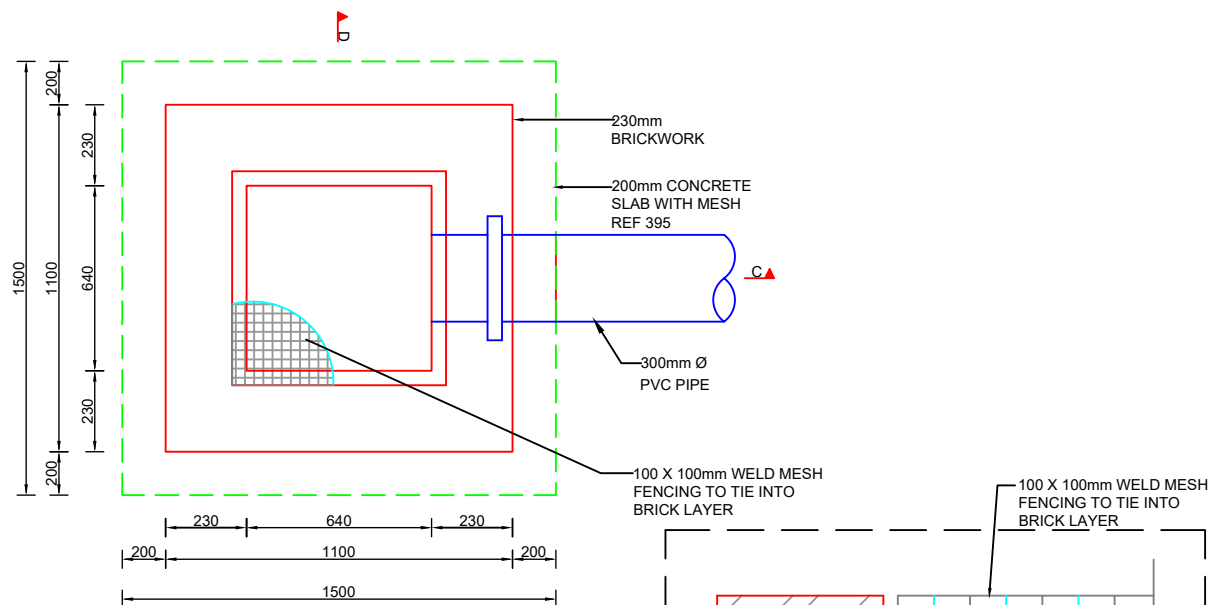 D
200
230
230mm
BRICKWORK
200mm CONCRETE
SLAB WITH MESH
REF 395
1500
1100
640
C
300mm Ø
PVC PIPE
230
200
100 X 100mm WELD MESH
FENCING TO TIE INTO
BRICK LAYER
100 X 100mm WELD MESH
FENCING TO TIE INTO
BRICK LAYER
230
640
230
200
1100
200
1500